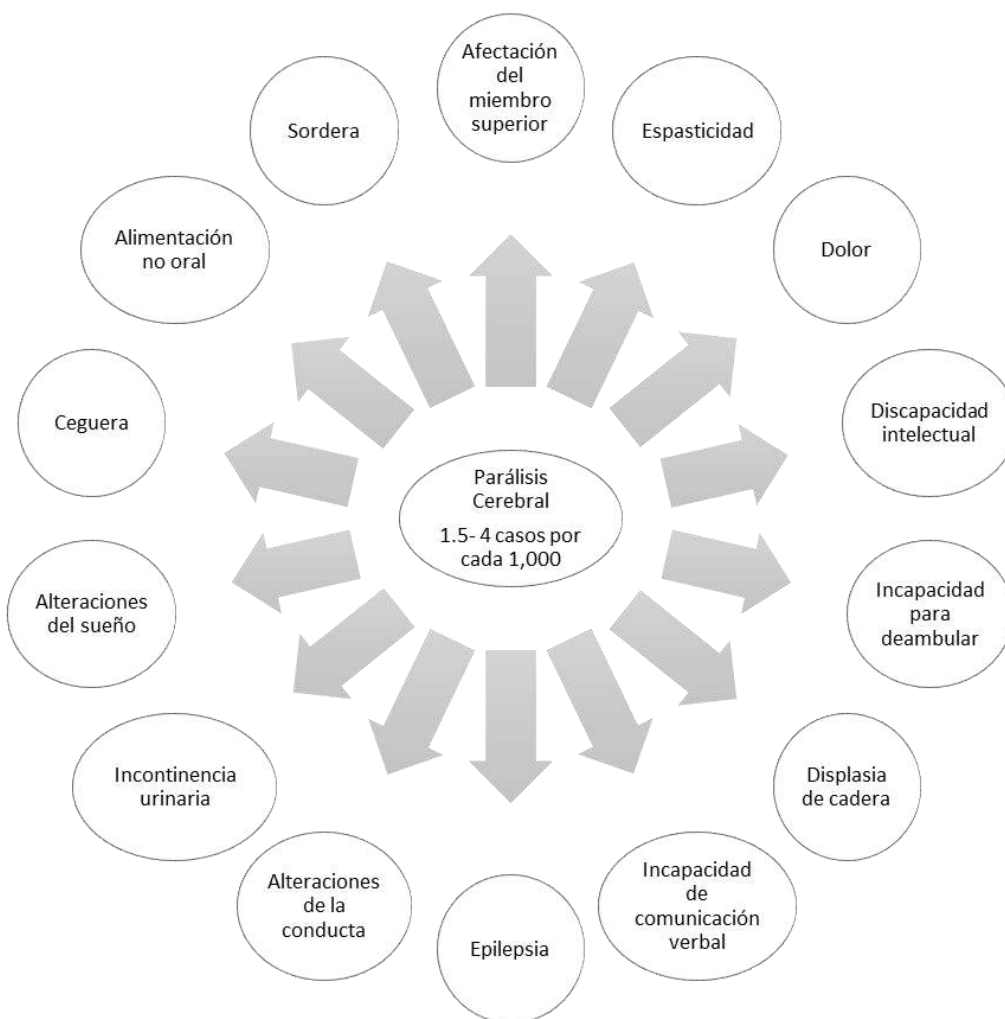 Afectación
del
miembro
superior
Espasticidad
Dolor
Discapacidad
intelectual
Incapacidad
para
deambular
Displasia
de cadera
Incapacidad
de
comunicación
verbal
Epilepsia
Alteraciones
de la
conducta
Incontinencia
urinaria
Alteraciones
del sueño
Ceguera
Alimentación
no oral
Sordera
Parálisis
Cerebral
1.5- 4 casos por
cada 1,000